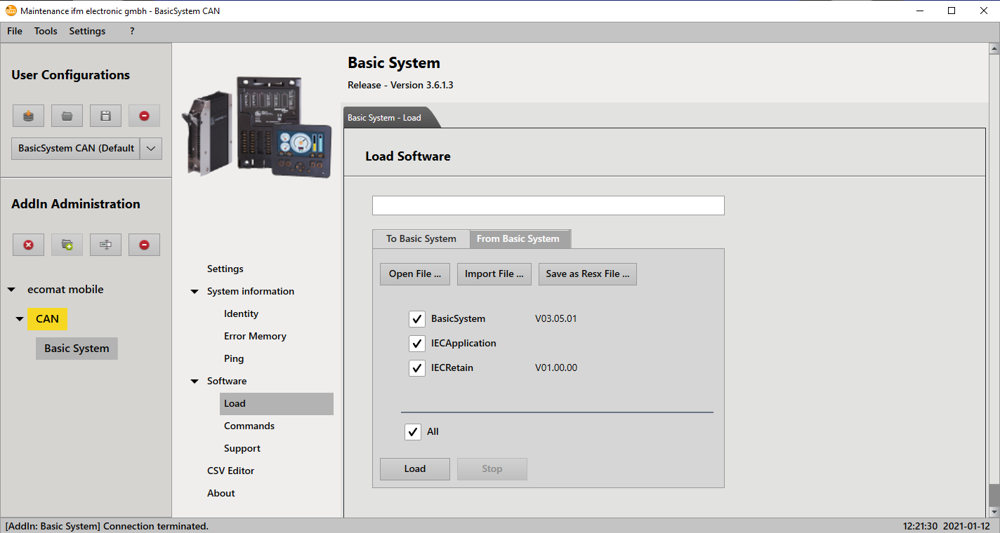 Maintenance ifm electronic gmbh - BasicSystem CAN
File Tools Settings ?
User Configurations
BasicSystem CAN (Default
AddIn Administration
ecomat mobile
CAN
Basic System
Settings
System information
Identity
Error Memory
Ping
Software
Load
Commands
Support
CSV Editor
About
Basic System
Release - Version 3.6.1.3
Basic System - Load
Load Software
To Basic System From Basic System
Open File ... Import File ... Save as Resx File ...
BasicSystem V03.05.01
IECApplication
IECRetain V01.00.00
All
Load Stop
[AddIn: Basic System] Connection terminated. 12:21:30 2021-01-12